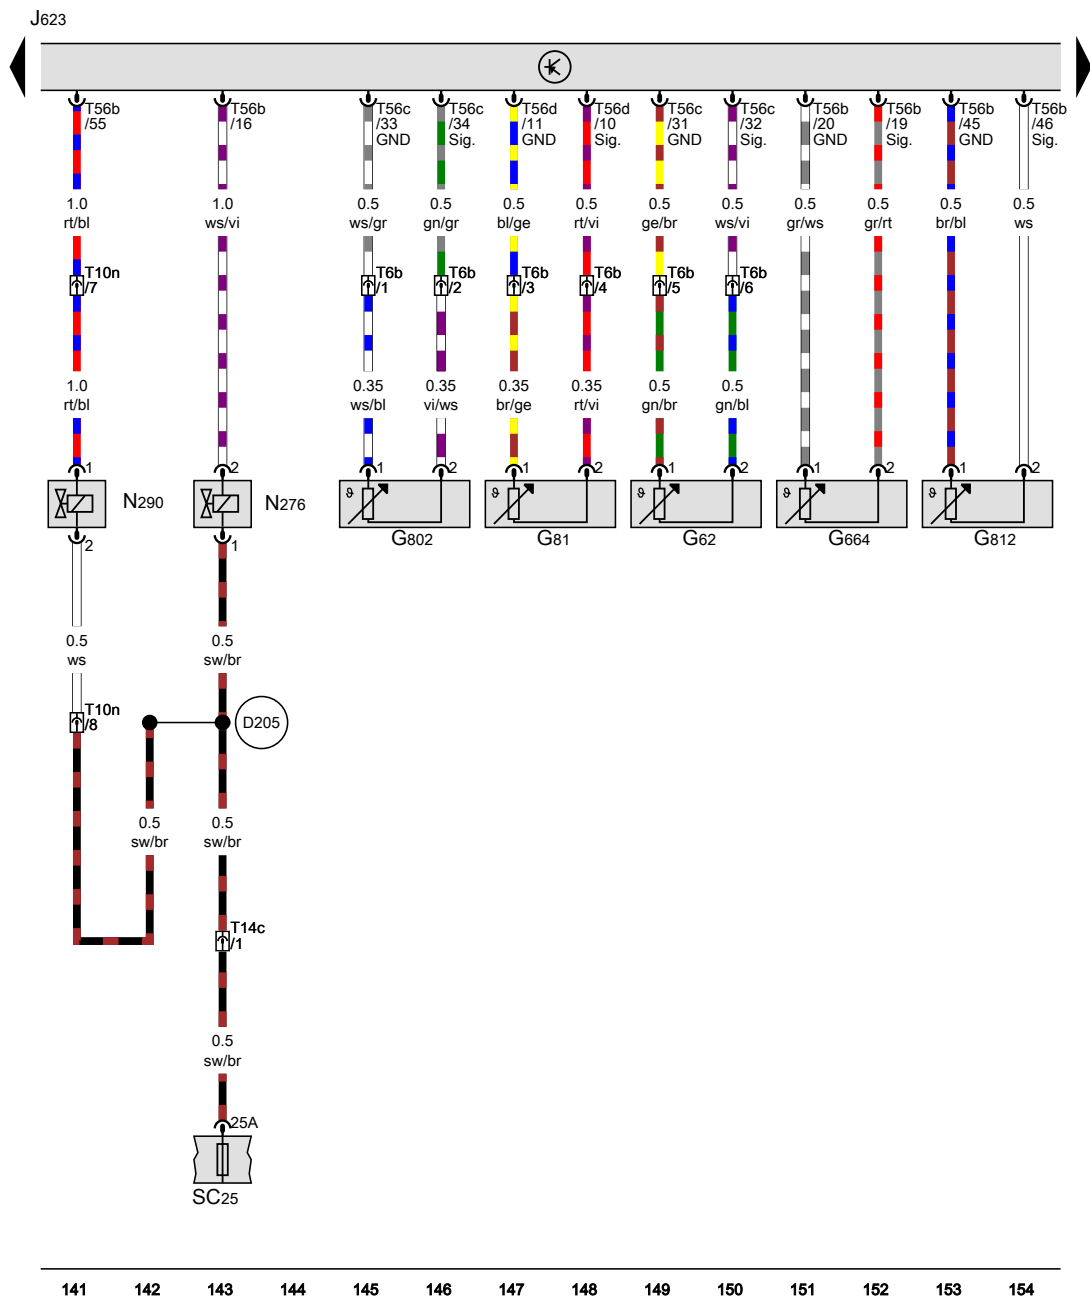 J623
T56b T56b T56c T56c T56d T56d T56c T56c T56b T56b T56b T56b
/55 /16 /33 /34 /11 /10 /31 /32 /20 /19 /45 /46
GND Sig. GND Sig. GND Sig. GND Sig. GND Sig.
1.0 1.0 0.5 0.5 0.5 0.5 0.5 0.5 0.5 0.5 0.5 0.5
rt/bl ws/vi ws/gr gn/gr bl/ge rt/vi ge/br ws/vi gr/ws gr/rt br/bl ws
T10n T6b T6b T6b T6b T6b T6b
/7 /1 /2 /3 /4 /5 /6
1.0 0.35 0.35 0.35 0.35 0.5 0.5
rt/bl ws/bl vi/ws br/ge rt/vi gn/br gn/bl
1 2 1 2 1 2 1 2 1 2 1 2
ϑ ϑ ϑ ϑ ϑ
N290 N276
G802 G81 G62 G664 G812
2 1
0.5 0.5
ws sw/br
T10n
/8
D205
0.5 0.5
sw/br sw/br
T14c
/1
0.5
sw/br
25A
SC25
141 142 143 144 145 146 147 148 149 150 151 152 153 154